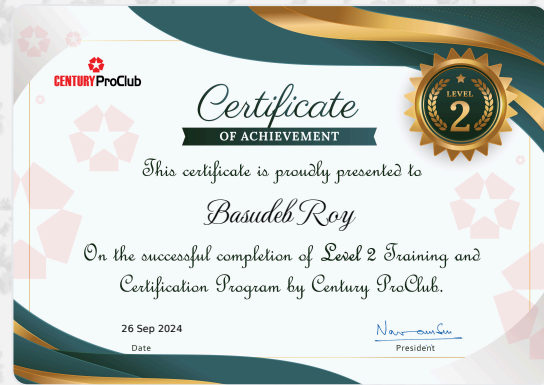 CENTURY ProClub
LEVEL
2
Certificate
OF ACHIEVEMENT
This certificate is proudly presented to
Basudeb Roy
On the successful completion of Level 2 Training and
Certification Program by Century ProClub.
26 Sep 2024
Date
President